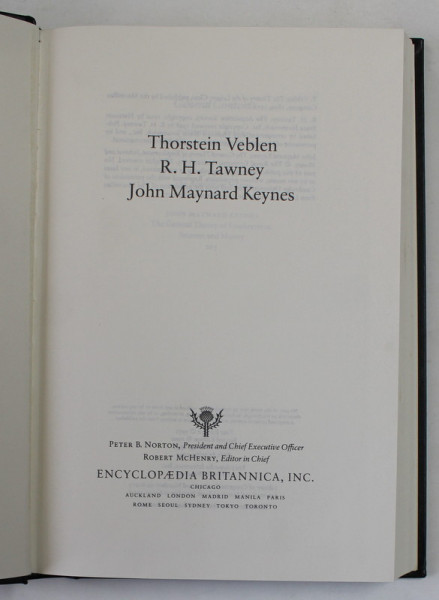 Thorstein Veblen
R. H. Tawney
John Maynard Keynes
PETER B. NORTON, President and Chief Executive Officer
ROBERT MCHENRY, Editor in Chief
ENCYCLOPÆDIA BRITANNICA, INC.
CHICAGO
AUCKLAND LONDON MADRID MANILA PARIS
ROME SEOUL SYDNEY TOKYO TORONTO